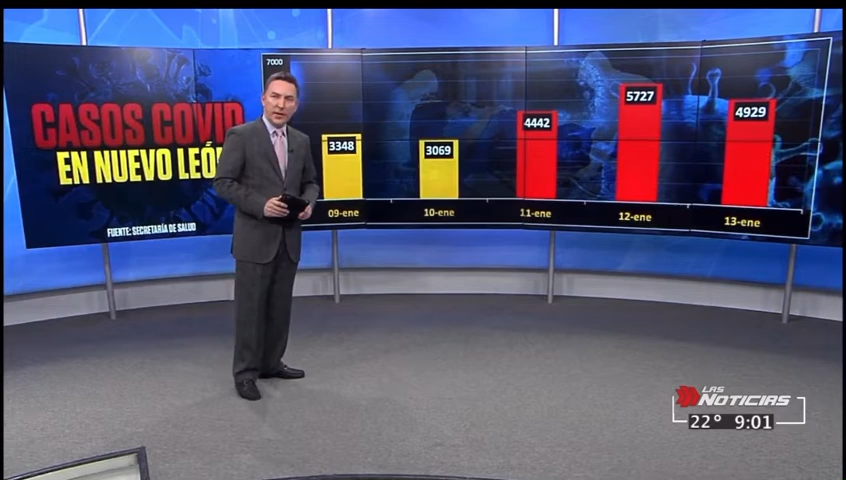 7000
CASOS COVID
EN NUEVO LEÓN
FUENTE: SECRETARÍA DE SALUD
3348
3069
4442
5727
4929
09-ene
10-ene
11-ene
12-ene
13-ene
LAS
NOTICIAS
22° 9:01